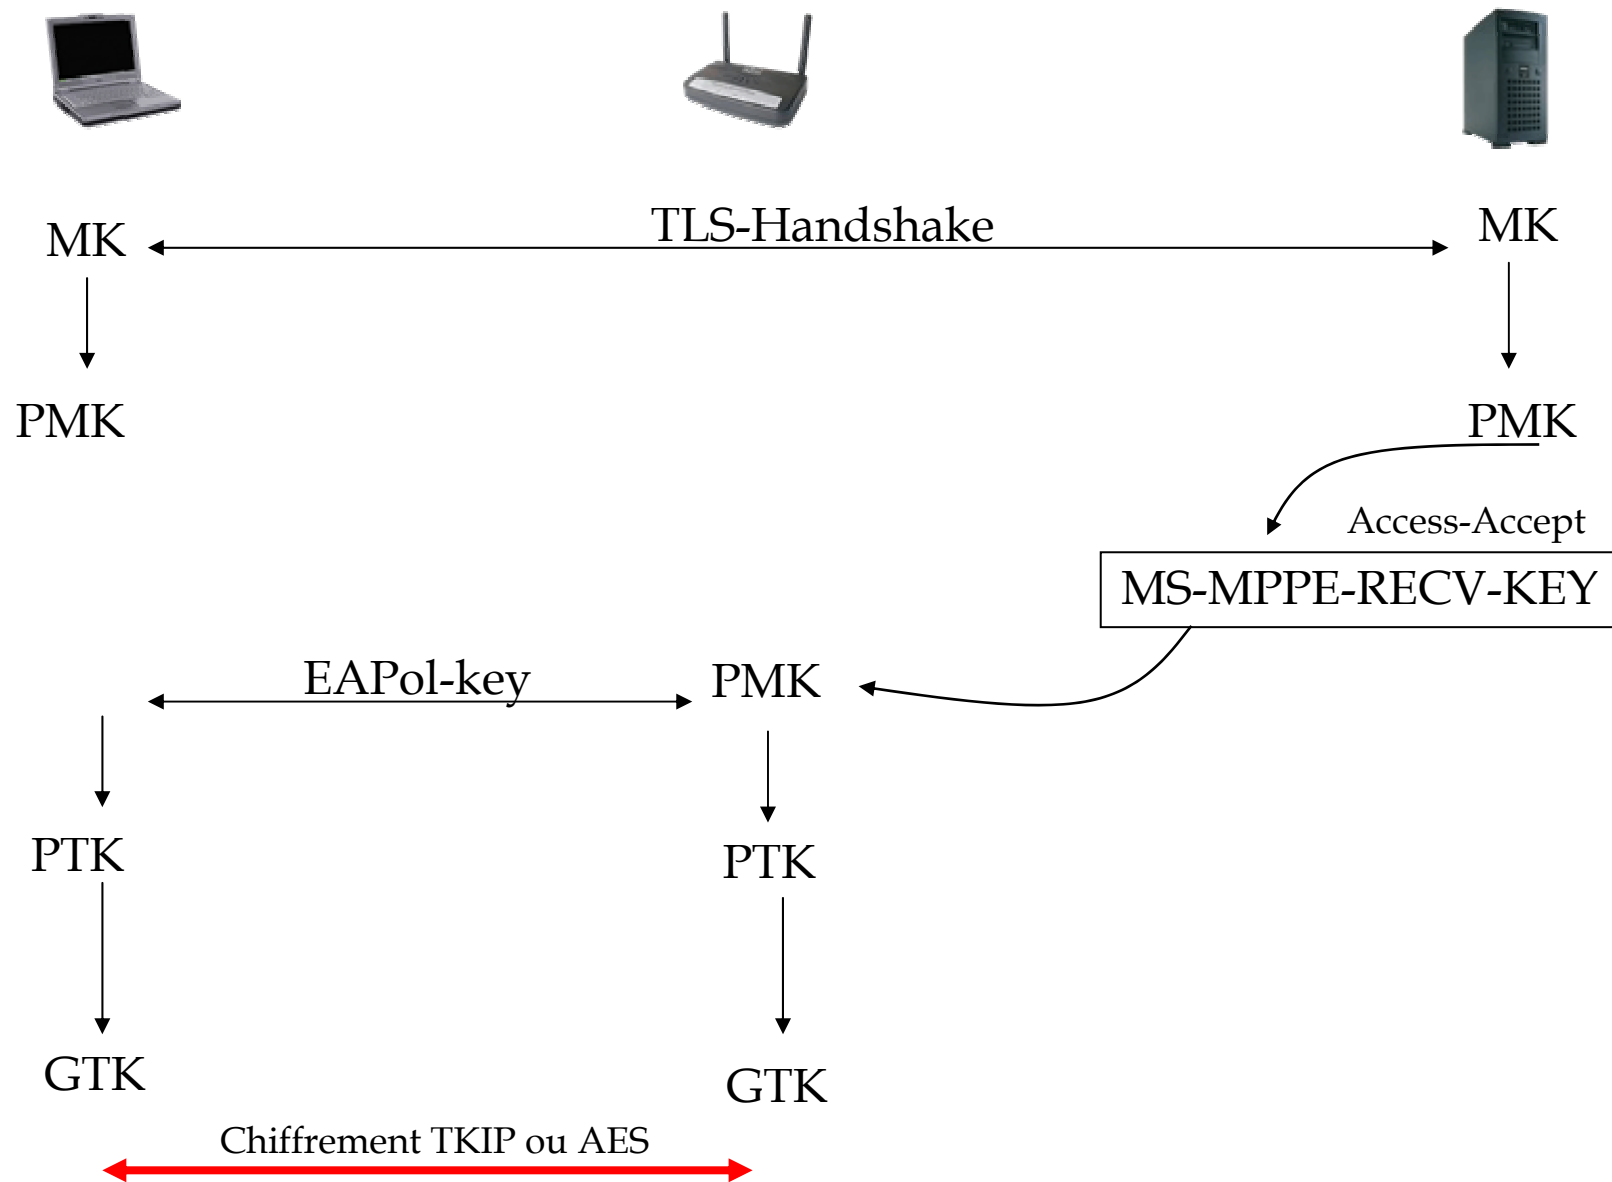 TLS-Handshake
MK
MK
PMK
PMK
Access-Accept
MS-MPPE-RECV-KEY
EAPol-key
PMK
PTK
PTK
GTK
GTK
Chiffrement TKIP ou AES